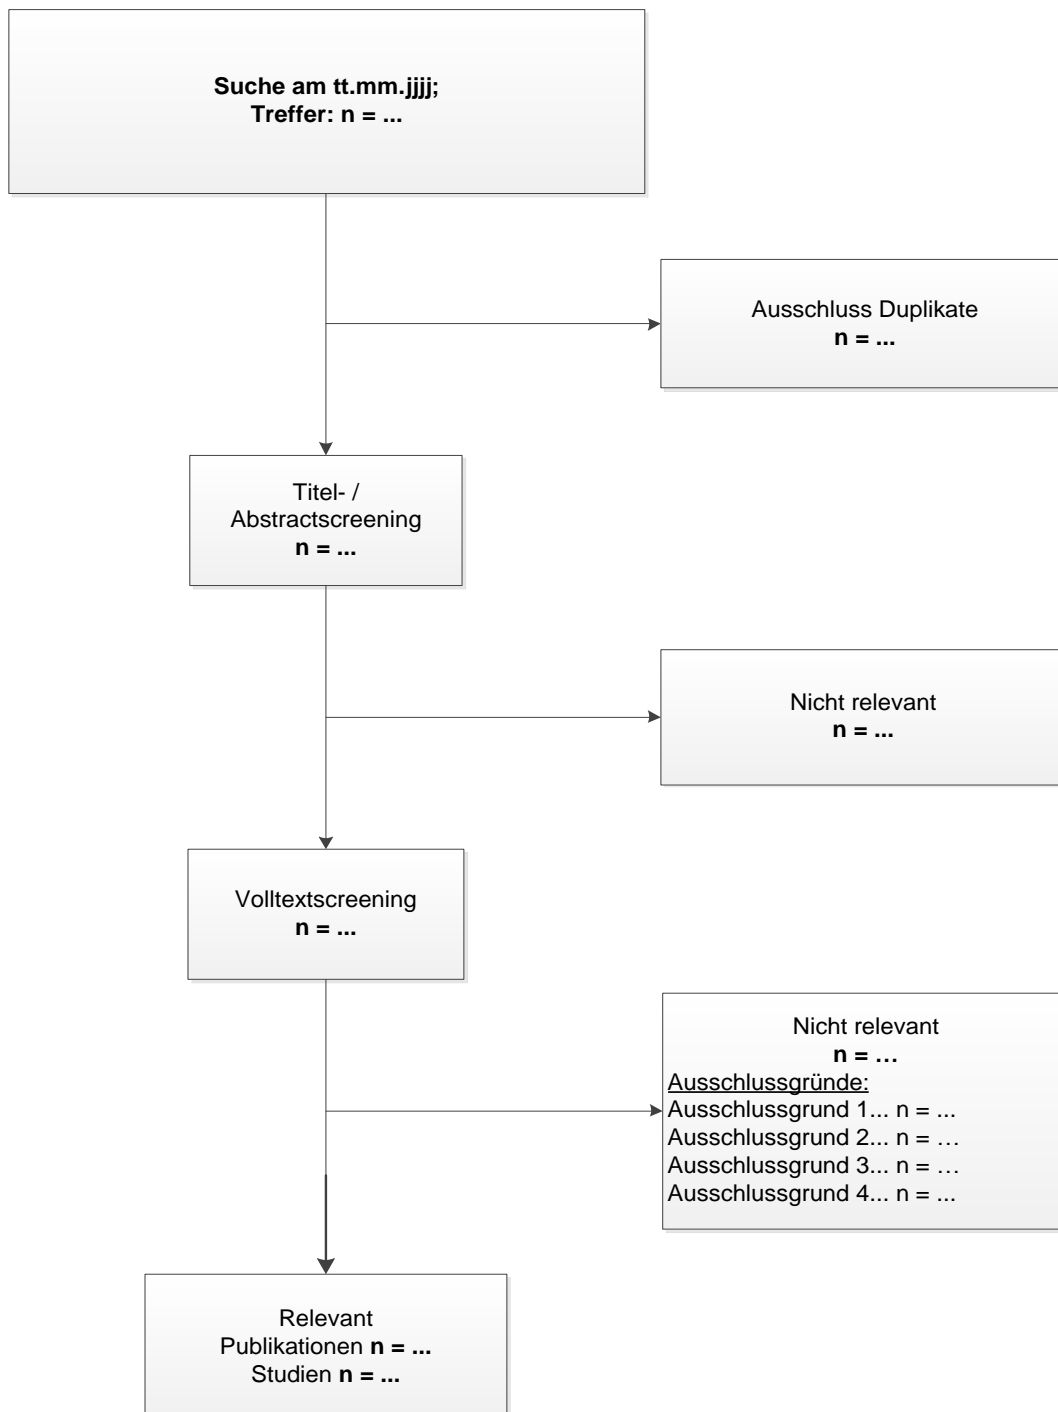 Suche am tt.mm.jjjj;
Treffer: n = ...
Ausschluss Duplikate
n = ...
Titel- /
Abstractscreening
n = ...
Nicht relevant
n = ...
Volltextscreening
n = ...
Nicht relevant
n = …
Ausschlussgründe:
Ausschlussgrund 1... n = ...
Ausschlussgrund 2... n = …
Ausschlussgrund 3... n = …
Ausschlussgrund 4... n = ...
Relevant
Publikationen n = ...
Studien n = ...